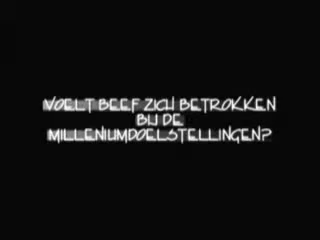 VOELT BEEF ZICH BETROKKEN
BIJ DE
MILLENIUMDOELSTELLINGEN?